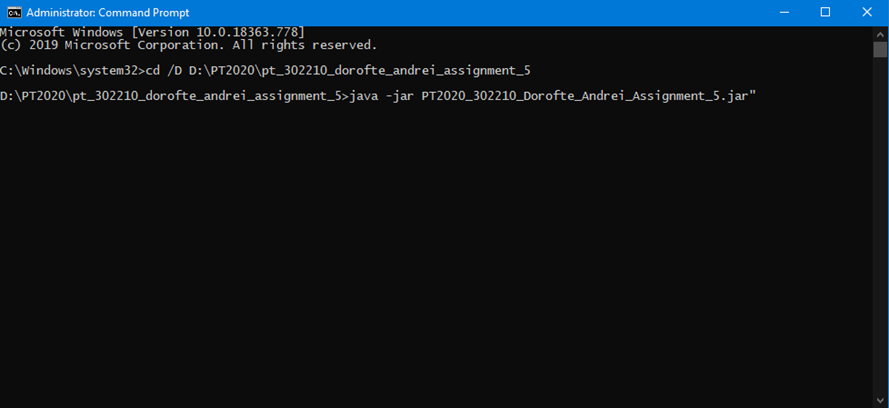 Administrator: Command Prompt
Microsoft Windows [Version 10.0.18363.778]
(c) 2019 Microsoft Corporation. All rights reserved.
C:\Windows\system32>cd /D D:\PT2020\pt_302210_dorofte_andrei_assignment_5
D:\PT2020\pt_302210_dorofte_andrei_assignment_5>java -jar PT2020_302210_Dorofte_Andrei_Assignment_5.jar"